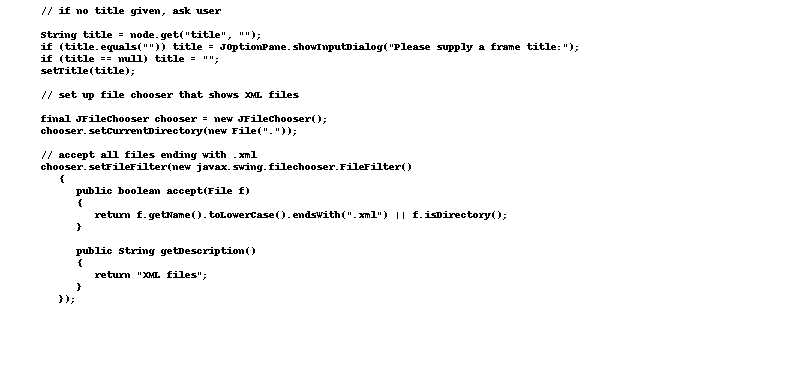 // if no title given, ask user
String title = node.get("title", "");
if (title.equals("")) title = JOptionPane.showInputDialog("Please supply a frame title:");
if (title == null) title = "";
setTitle(title);
// set up file chooser that shows XML files
final JFileChooser chooser = new JFileChooser();
chooser.setCurrentDirectory(new File("."));
// accept all files ending with .xml
chooser.setFileFilter(new javax.swing.filechooser.FileFilter()
{
public boolean accept(File f)
{
return f.getName().toLowerCase().endsWith(".xml") || f.isDirectory();
}
public String getDescription()
{
return "XML files";
}
});